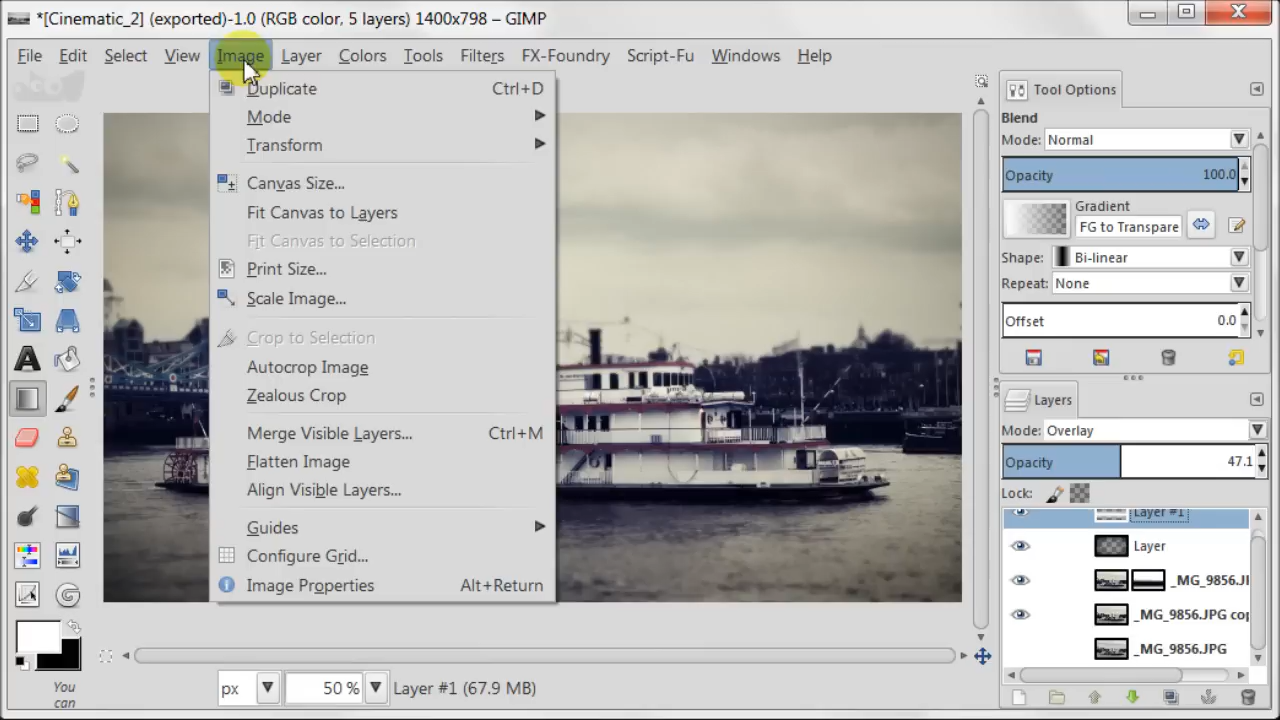 *[Cinematic_2] (exported)-1.0 (RGB color, 5 layers) 1400x798 – GIMP
File Edit Select View Image Layer Colors Tools Filters FX-Foundry Script-Fu Windows Help
Duplicate Ctrl+D
Mode
Transform
Canvas Size...
Fit Canvas to Layers
Fit Canvas to Selection
Print Size...
Scale Image...
Crop to Selection
Autocrop Image
Zealous Crop
Merge Visible Layers... Ctrl+M
Flatten Image
Align Visible Layers...
Guides
Configure Grid...
Image Properties Alt+Return
Tool Options
Blend
Mode: Normal
Opacity 100.0
Gradient
FG to Transpare
Shape: Bi-linear
Repeat: None
Offset 0.0
Layers
Mode: Overlay
Opacity 47.1
Lock:
Layer #1
Layer
_MG_9856.JI
_MG_9856.JPG cop
_MG_9856.JPG
You
can
px 50 % Layer #1 (67.9 MB)